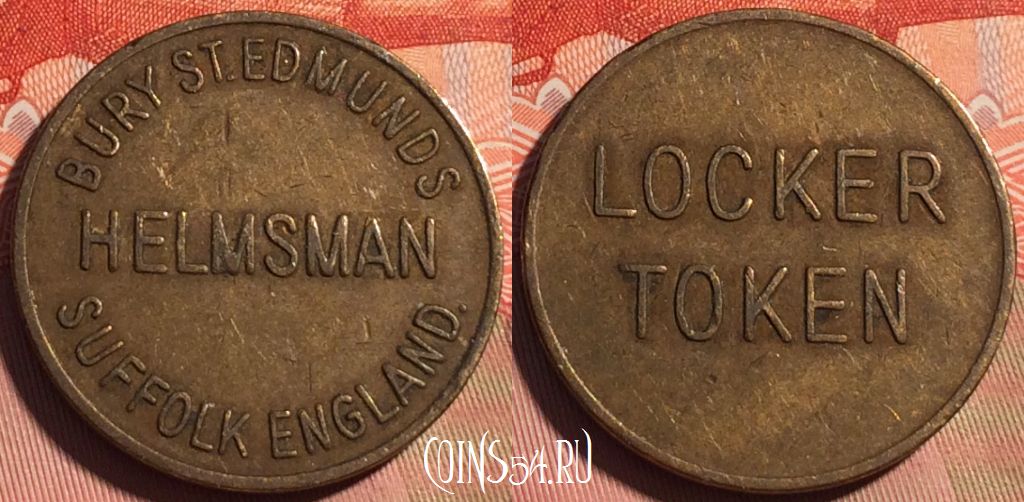 BURY ST. EDMUNDS
HELMSMAN
SUFFOLK ENGLAND.
LOCKER
TOKEN
COINS54.RU